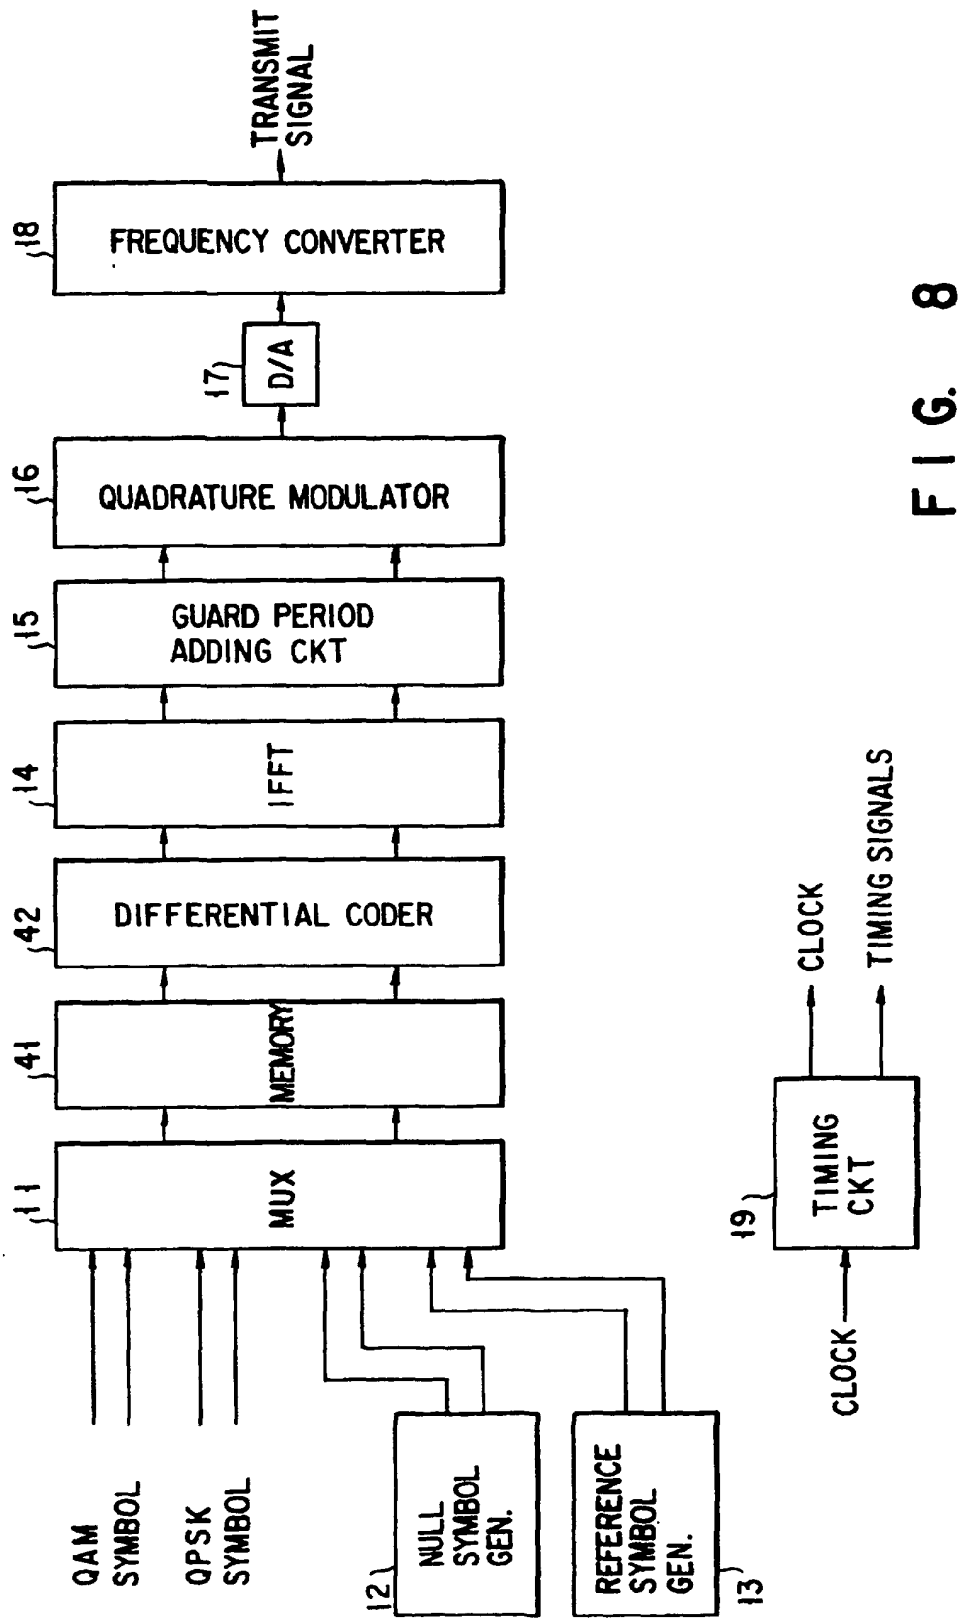 QAM
SYMBOL
QPSK
SYMBOL
12
NULL
SYMBOL
GEN.
13
REFERENCE
SYMBOL
GEN.
11
MUX
41
MEMORY
42
DIFFERENTIAL CODER
14
IFFT
15
GUARD PERIOD
ADDING CKT
16
QUADRATURE MODULATOR
17
D/A
18
FREQUENCY CONVERTER
TRANSMIT
SIGNAL
CLOCK
19
TIMING
CKT
CLOCK
TIMING SIGNALS
FIG. 8